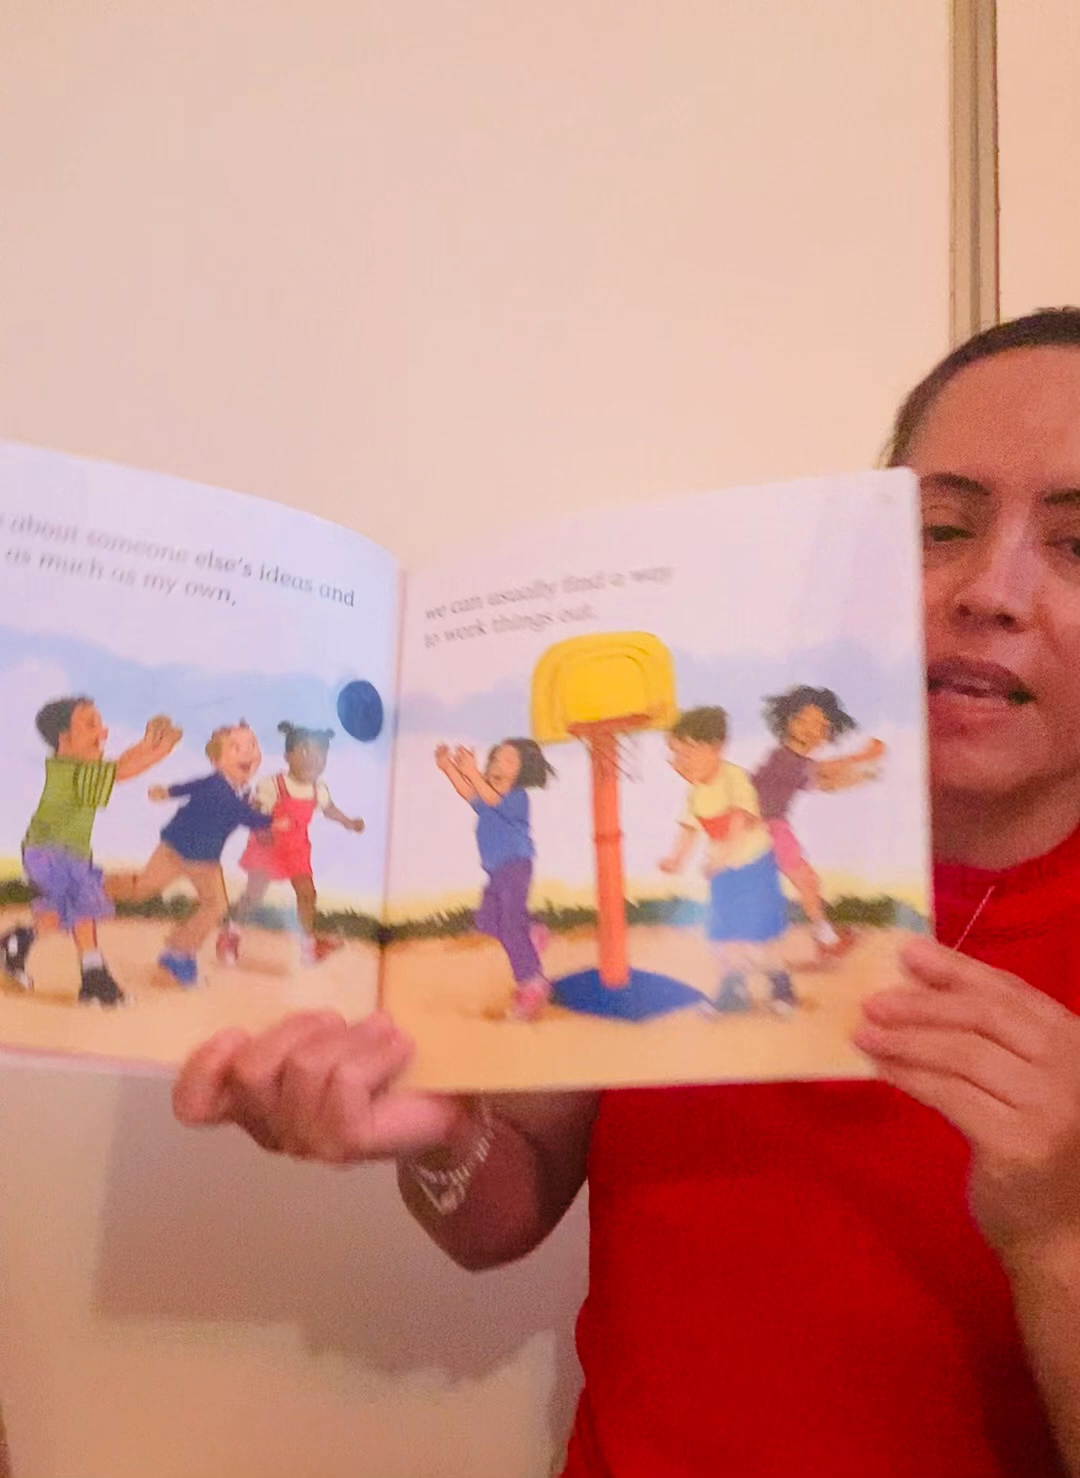 about someone else's ideas and
as much as my own,
we can usually find a way
to work things out.